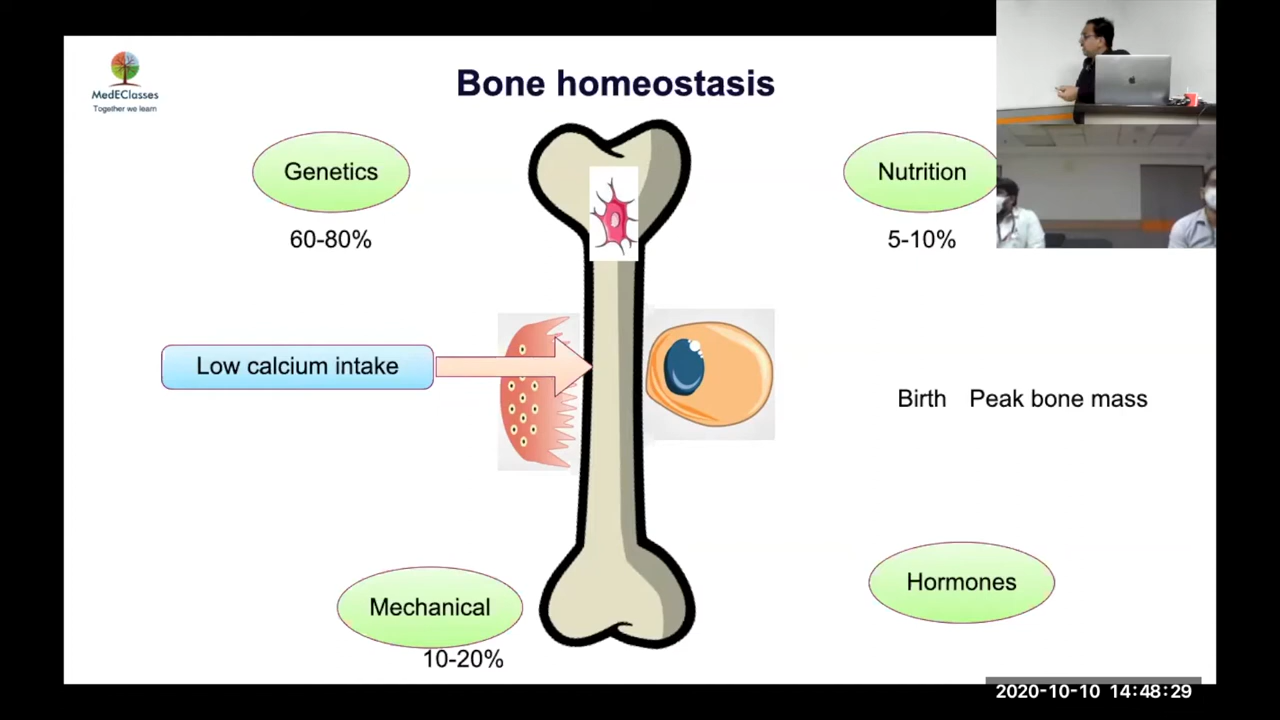 MedEClasses
Together we learn
Bone homeostasis
Genetics
60-80%
Nutrition
5-10%
Low calcium intake
Birth Peak bone mass
Hormones
Mechanical
10-20%
2020-10-10 14:48:29